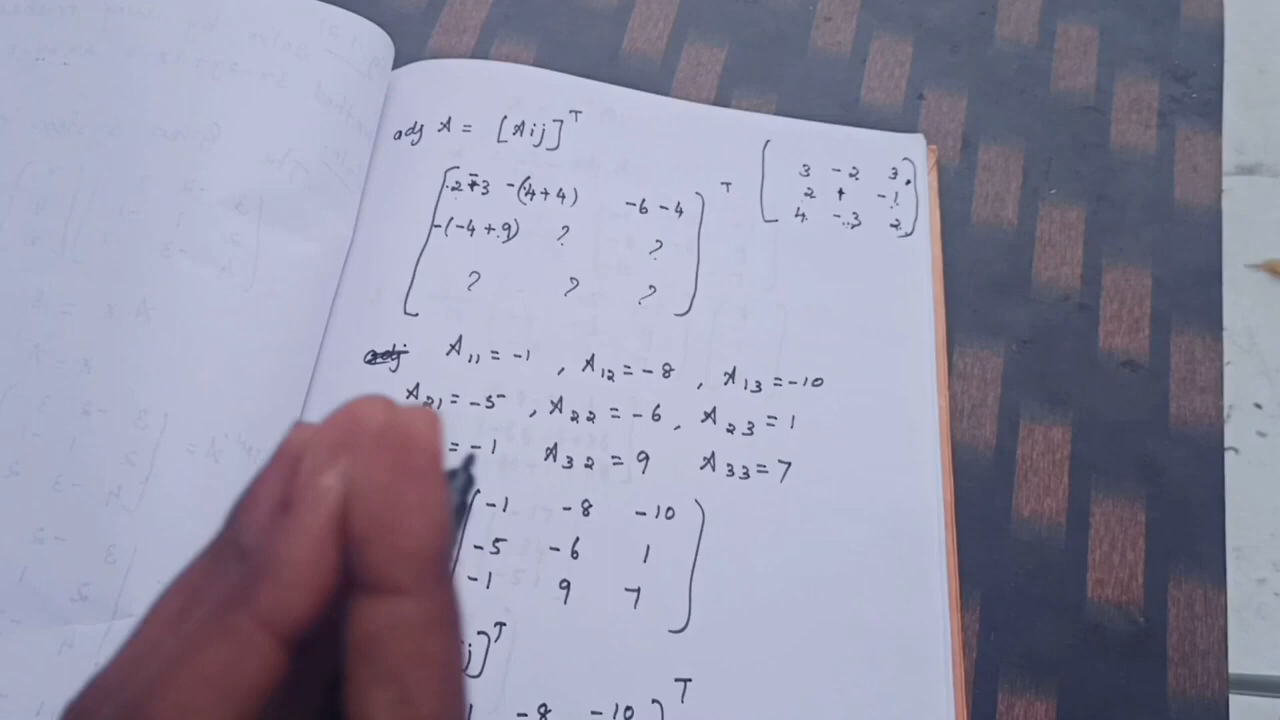 adj A = [Aij]^T
[ 2-3 -(4+4) -6-4 ]^T
-(-4+9) ? ?
? ? ?
[ 3 -2 3
2 1 -1
4 -3 2 ]
A11 = -1 , A12 = -8 , A13 = -10
A21 = -5 , A22 = -6 , A23 = 1
= -1 A32 = 9 A33 = 7
[ -1 -8 -10
-5 -6 1
-1 9 7 ]
j]^T
-8 -10 ]^T